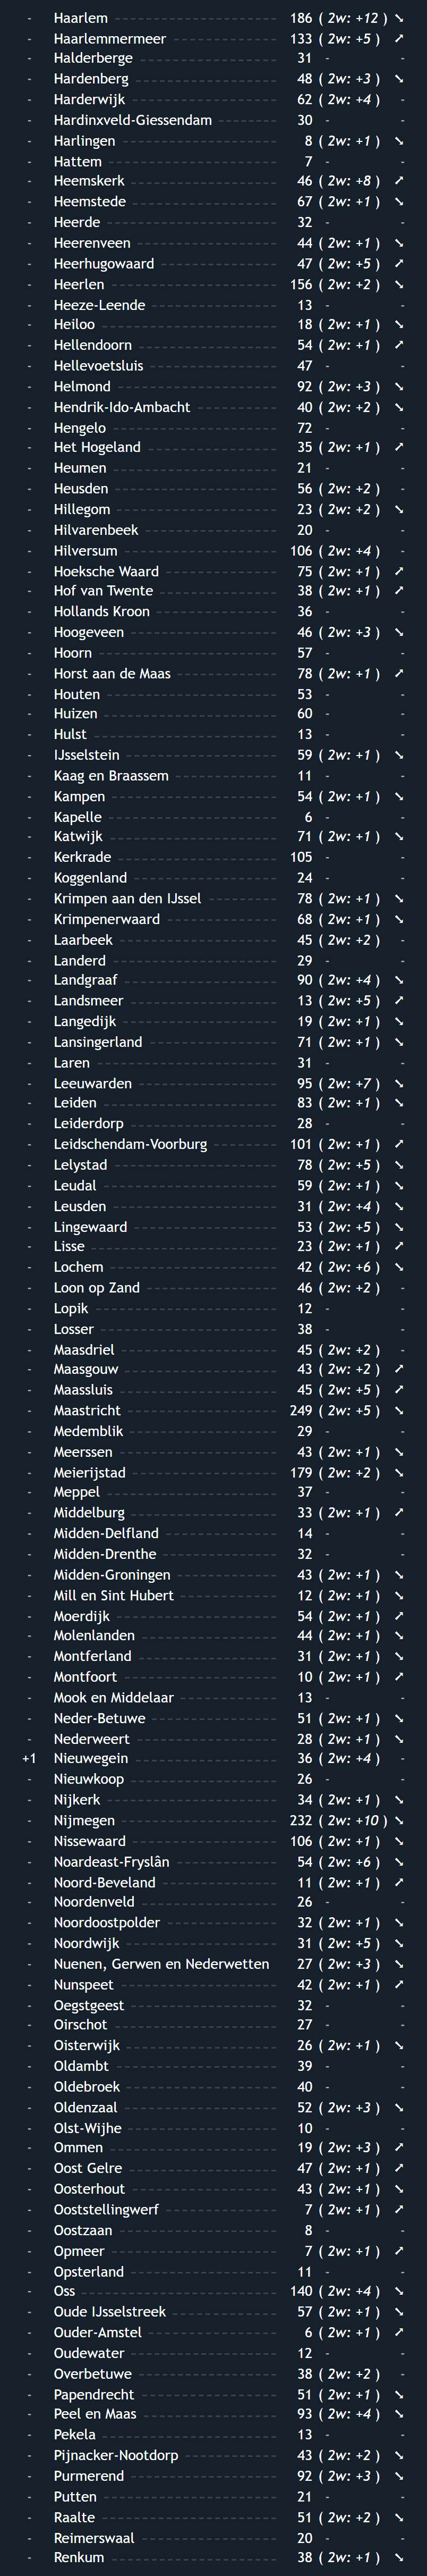 - Haarlem 186 ( 2w: +12 ) ➘
- Haarlemmermeer 133 ( 2w: +5 ) ➚
- Halderberge 31 - -
- Hardenberg 48 ( 2w: +3 ) ➘
- Harderwijk 62 ( 2w: +4 ) -
- Hardinxveld-Giessendam 30 - -
- Harlingen 8 ( 2w: +1 ) ➘
- Hattem 7 - -
- Heemskerk 46 ( 2w: +8 ) ➚
- Heemstede 67 ( 2w: +1 ) ➘
- Heerde 32 - -
- Heerenveen 44 ( 2w: +1 ) ➘
- Heerhugowaard 47 ( 2w: +5 ) ➚
- Heerlen 156 ( 2w: +2 ) ➘
- Heeze-Leende 13 - -
- Heiloo 18 ( 2w: +1 ) ➘
- Hellendoorn 54 ( 2w: +1 ) ➚
- Hellevoetsluis 47 - -
- Helmond 92 ( 2w: +3 ) ➘
- Hendrik-Ido-Ambacht 40 ( 2w: +2 ) ➘
- Hengelo 72 - -
- Het Hogeland 35 ( 2w: +1 ) ➚
- Heumen 21 - -
- Heusden 56 ( 2w: +2 ) -
- Hillegom 23 ( 2w: +2 ) ➘
- Hilvarenbeek 20 - -
- Hilversum 106 ( 2w: +4 ) -
- Hoeksche Waard 75 ( 2w: +1 ) ➚
- Hof van Twente 38 ( 2w: +1 ) ➚
- Hollands Kroon 36 - -
- Hoogeveen 46 ( 2w: +3 ) ➘
- Hoorn 57 - -
- Horst aan de Maas 78 ( 2w: +1 ) ➚
- Houten 53 - -
- Huizen 60 - -
- Hulst 13 - -
- IJsselstein 59 ( 2w: +1 ) ➘
- Kaag en Braassem 11 - -
- Kampen 54 ( 2w: +1 ) ➘
- Kapelle 6 - -
- Katwijk 71 ( 2w: +1 ) ➘
- Kerkrade 105 - -
- Koggenland 24 - -
- Krimpen aan den IJssel 78 ( 2w: +1 ) ➘
- Krimpenerwaard 68 ( 2w: +1 ) ➘
- Laarbeek 45 ( 2w: +2 ) -
- Landerd 29 - -
- Landgraaf 90 ( 2w: +4 ) ➘
- Landsmeer 13 ( 2w: +5 ) ➚
- Langedijk 19 ( 2w: +1 ) ➘
- Lansingerland 71 ( 2w: +1 ) ➘
- Laren 31 - -
- Leeuwarden 95 ( 2w: +7 ) ➘
- Leiden 83 ( 2w: +1 ) ➘
- Leiderdorp 28 - -
- Leidschendam-Voorburg 101 ( 2w: +1 ) ➚
- Lelystad 78 ( 2w: +5 ) ➘
- Leudal 59 ( 2w: +1 ) ➘
- Leusden 31 ( 2w: +4 ) ➘
- Lingewaard 53 ( 2w: +5 ) ➘
- Lisse 23 ( 2w: +1 ) ➚
- Lochem 42 ( 2w: +6 ) ➘
- Loon op Zand 46 ( 2w: +2 ) -
- Lopik 12 - -
- Losser 38 - -
- Maasdriel 45 ( 2w: +2 ) -
- Maasgouw 43 ( 2w: +2 ) ➚
- Maassluis 45 ( 2w: +5 ) ➚
- Maastricht 249 ( 2w: +5 ) ➘
- Medemblik 29 - -
- Meerssen 43 ( 2w: +1 ) ➘
- Meierijstad 179 ( 2w: +2 ) ➘
- Meppel 37 - -
- Middelburg 33 ( 2w: +1 ) ➚
- Midden-Delfland 14 - -
- Midden-Drenthe 32 - -
- Midden-Groningen 43 ( 2w: +1 ) ➘
- Mill en Sint Hubert 12 ( 2w: +1 ) ➘
- Moerdijk 54 ( 2w: +1 ) ➚
- Molenlanden 44 ( 2w: +1 ) ➘
- Montferland 31 ( 2w: +1 ) ➘
- Montfoort 10 ( 2w: +1 ) ➚
- Mook en Middelaar 13 - -
- Neder-Betuwe 51 ( 2w: +1 ) ➘
- Nederweert 28 ( 2w: +1 ) ➘
+1 Nieuwegein 36 ( 2w: +4 ) -
- Nieuwkoop 26 - -
- Nijkerk 34 ( 2w: +1 ) ➘
- Nijmegen 232 ( 2w: +10 ) ➘
- Nissewaard 106 ( 2w: +1 ) ➘
- Noardeast-Fryslân 54 ( 2w: +6 ) ➘
- Noord-Beveland 11 ( 2w: +1 ) ➚
- Noordenveld 26 - -
- Noordoostpolder 32 ( 2w: +1 ) ➘
- Noordwijk 31 ( 2w: +5 ) ➘
- Nuenen, Gerwen en Nederwetten 27 ( 2w: +3 ) ➘
- Nunspeet 42 ( 2w: +1 ) ➚
- Oegstgeest 32 - -
- Oirschot 27 - -
- Oisterwijk 26 ( 2w: +1 ) ➘
- Oldambt 39 - -
- Oldebroek 40 - -
- Oldenzaal 52 ( 2w: +3 ) ➘
- Olst-Wijhe 10 - -
- Ommen 19 ( 2w: +3 ) ➚
- Oost Gelre 47 ( 2w: +1 ) ➚
- Oosterhout 43 ( 2w: +1 ) ➘
- Ooststellingwerf 7 ( 2w: +1 ) ➚
- Oostzaan 8 - -
- Opmeer 7 ( 2w: +1 ) ➚
- Opsterland 11 - -
- Oss 140 ( 2w: +4 ) ➘
- Oude IJsselstreek 57 ( 2w: +1 ) ➘
- Ouder-Amstel 6 ( 2w: +1 ) ➚
- Oudewater 12 - -
- Overbetuwe 38 ( 2w: +2 ) -
- Papendrecht 51 ( 2w: +1 ) ➘
- Peel en Maas 93 ( 2w: +4 ) ➘
- Pekela 13 - -
- Pijnacker-Nootdorp 43 ( 2w: +2 ) ➘
- Purmerend 92 ( 2w: +3 ) ➘
- Putten 21 - -
- Raalte 51 ( 2w: +2 ) ➘
- Reimerswaal 20 - -
- Renkum 38 ( 2w: +1 ) ➘